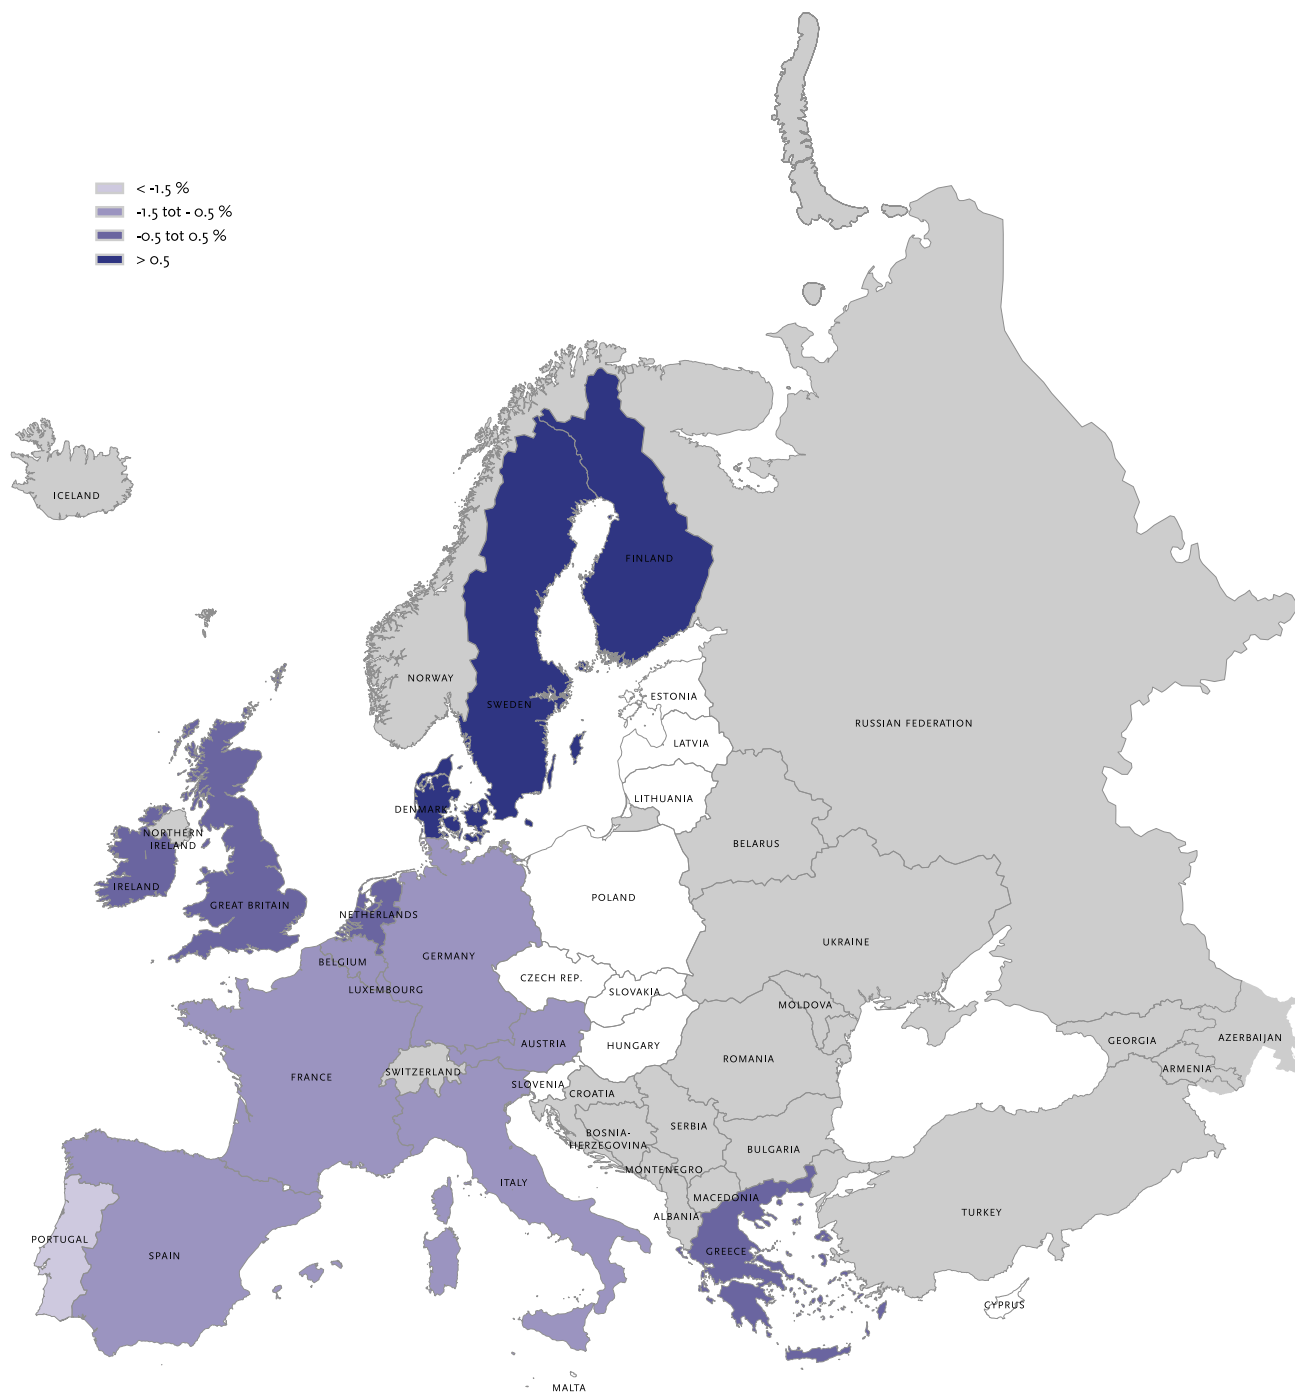 < -1.5 %
-1.5 tot - 0.5 %
-0.5 tot 0.5 %
> 0.5
ICELAND
FINLAND
NORWAY
SWEDEN
ESTONIA
RUSSIAN FEDERATION
LATVIA
LITHUANIA
DENMARK
NORTHERN
IRELAND
BELARUS
IRELAND
POLAND
GREAT BRITAIN
NETHERLANDS
UKRAINE
GERMANY
BELGIUM
CZECH REP.
LUXEMBOURG
SLOVAKIA
MOLDOVA
AUSTRIA
HUNGARY
GEORGIA
AZERBAIJAN
ROMANIA
SWITZERLAND
ARMENIA
FRANCE
SLOVENIA
CROATIA
SERBIA
BOSNIA-
HERZEGOVINA
BULGARIA
MONTENEGRO
ITALY
MACEDONIA
ALBANIA
TURKEY
PORTUGAL
SPAIN
GREECE
CYPRUS
MALTA